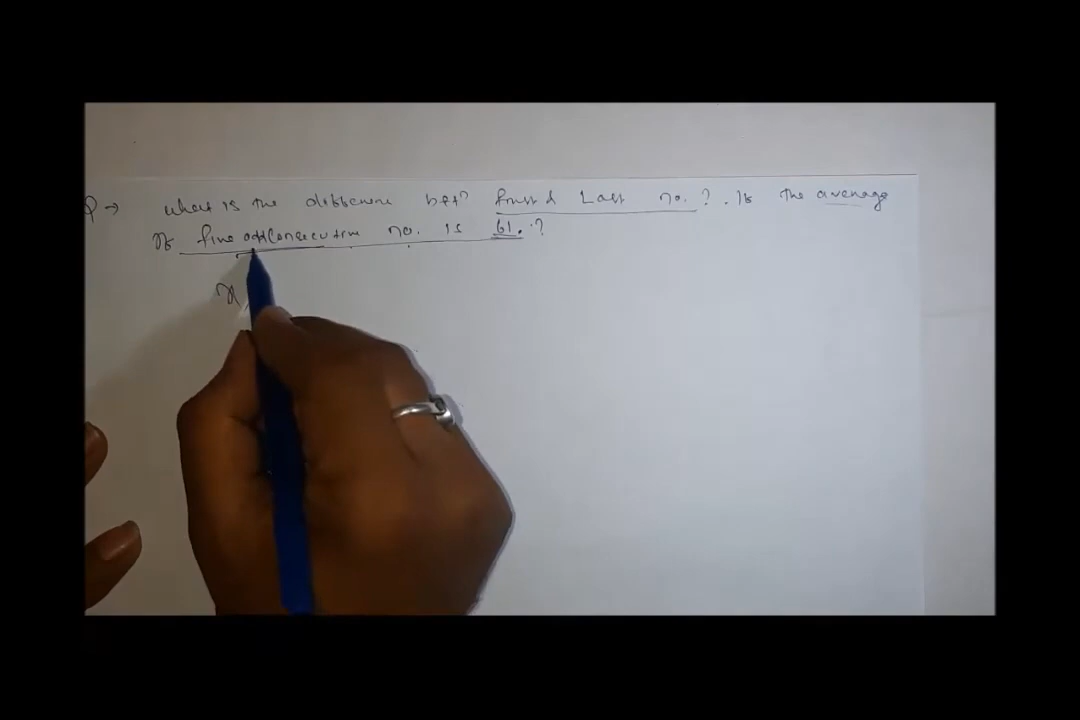 Q → what is the difference betn first & Last no. ? . If the average
of five odd consecutive no. is 61. ?
x